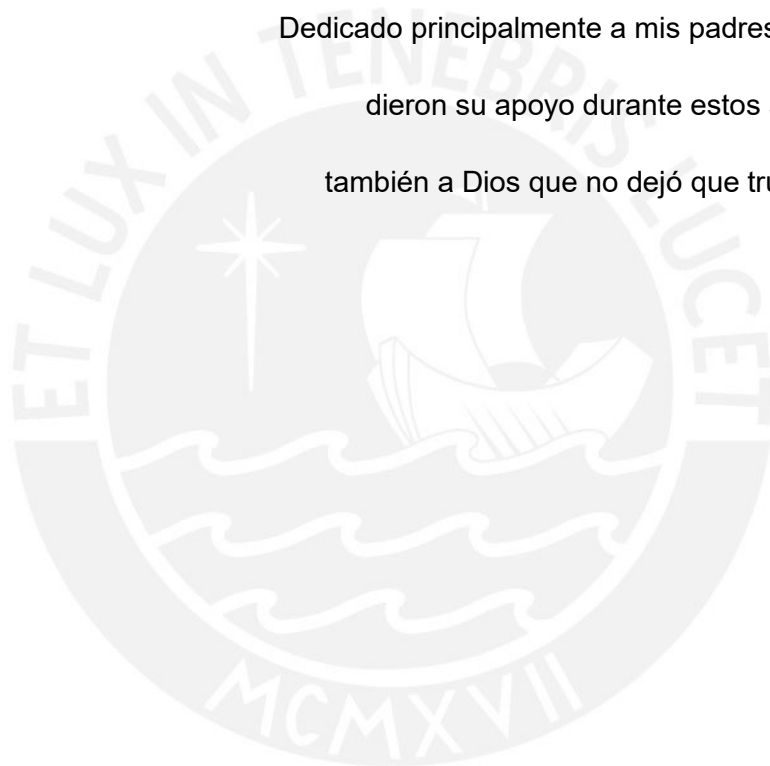 Dedicado principalmente a mis padres
dieron su apoyo durante estos
también a Dios que no dejó que
ET LUX IN TENEBRIS LUCET
MCMXVII